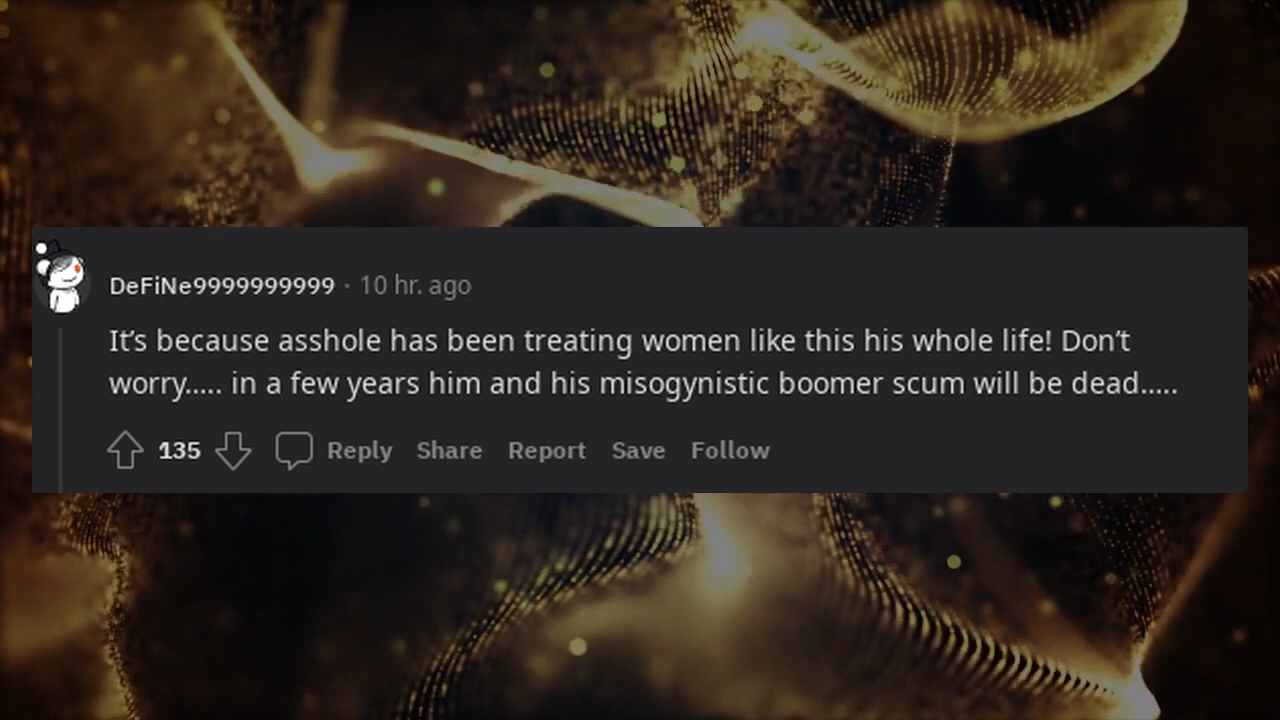 DeFiNe9999999999 · 10 hr. ago
It’s because asshole has been treating women like this his whole life! Don’t
worry..... in a few years him and his misogynistic boomer scum will be dead.....
135 Reply Share Report Save Follow